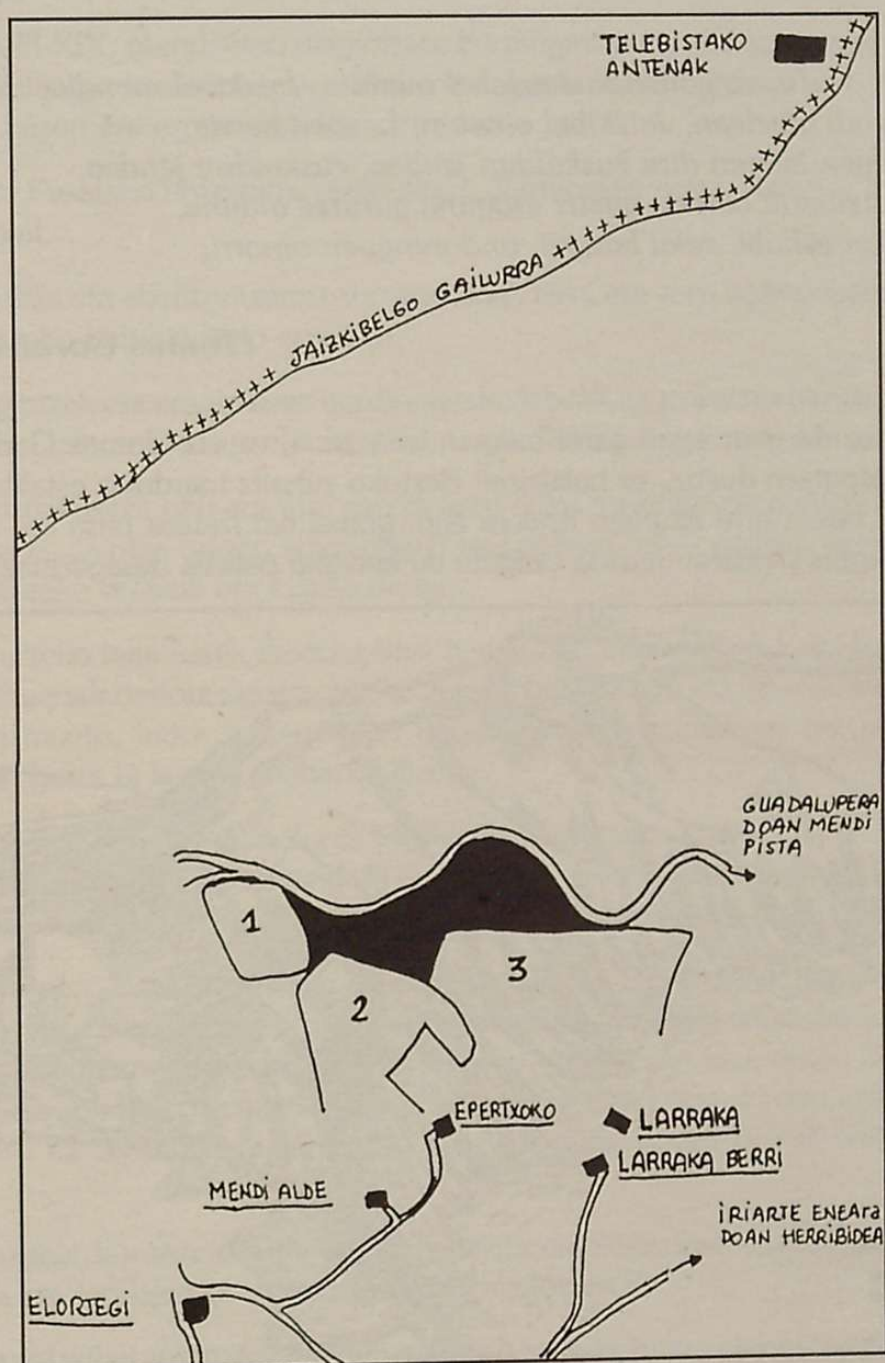 TELEBISTAKO
ANTENAK
JAIZKIBELGO GAILURRA
GUADALUPERA
DOAN MENDI
PISTA
1
2
3
EPERTXOKO
LARRAKA
LARRAKA BERRI
MENDI ALDE
IRIARTE ENEAra
DOAN HERRIBIDEA
ELORTEGI